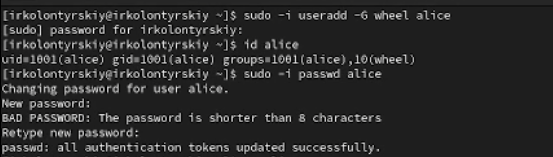 [irkolontyrskiy@irkolontyrskiy ~]$ sudo -i useradd -G wheel alice
[sudo] password for irkolontyrskiy:
[irkolontyrskiy@irkolontyrskiy ~]$ id alice
uid=1001(alice) gid=1001(alice) groups=1001(alice),10(wheel)
[irkolontyrskiy@irkolontyrskiy ~]$ sudo -i passwd alice
Changing password for user alice.
New password:
BAD PASSWORD: The password is shorter than 8 characters
Retype new password:
passwd: all authentication tokens updated successfully.